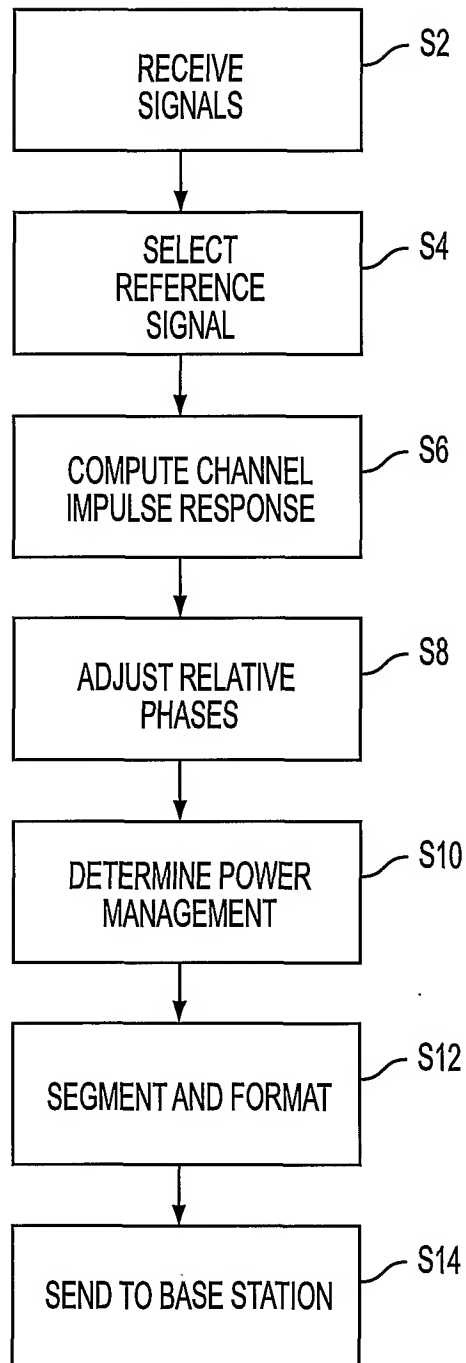 RECEIVE
SIGNALS
S2
SELECT
REFERENCE
SIGNAL
S4
COMPUTE CHANNEL
IMPULSE RESPONSE
S6
ADJUST RELATIVE
PHASES
S8
DETERMINE POWER
MANAGEMENT
S10
SEGMENT AND FORMAT
S12
SEND TO BASE STATION
S14